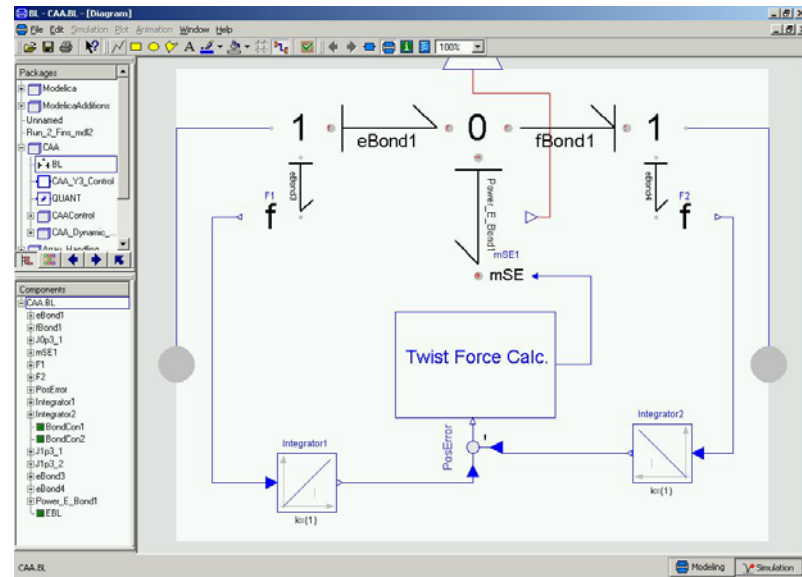 BL - CAA.BL - [Diagram]
File Edit Simulation Plot Animation Window Help
100%
Packages
Modelica
ModelicaAdditions
Unnamed
Run_2_Fins_mdl2
CAA
BL
CAA_Y3_Control
QUANT
CAAControl
CAA_Dynamic_...
Array_Handling
Components
CAA.BL
eBond1
fBond1
J0p3_1
mSE1
F1
F2
PosError
Integrator1
Integrator2
BondCon1
BondCon2
J1p3_1
J1p3_2
eBond3
eBond4
Power_E_Bond1
EBL
1
eBond1
0
fBond1
1
eBond3
Power_E_Bond1
eBond4
F1
f
F2
f
mSE1
mSE
Twist Force Calc.
PosError
Integrator1
I
k=(1)
Integrator2
I
k=(1)
CAA.BL
Modeling
Simulation